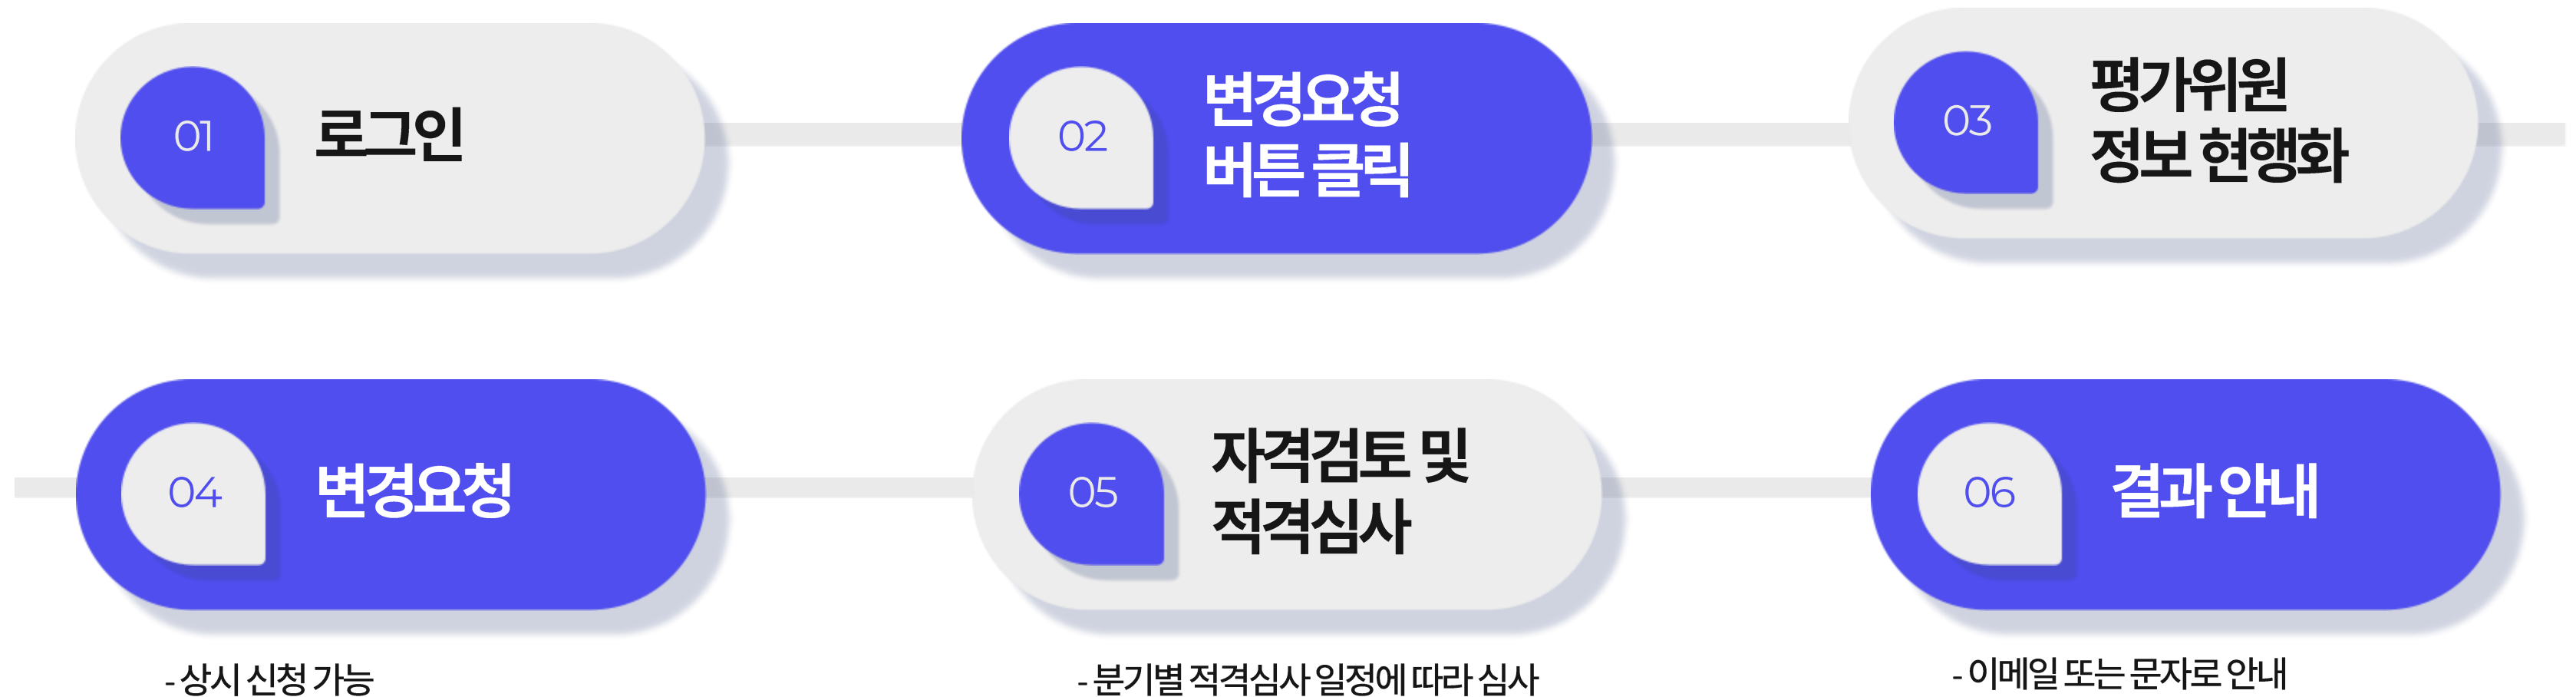 01
로그인
02
변경요청
버튼 클릭
03
평가위원
정보 현행화
04
변경요청
- 상시 신청 가능
05
자격검토 및
적격심사
- 분기별 적격심사 일정에 따라 심사
06
결과 안내
- 이메일 또는 문자로 안내